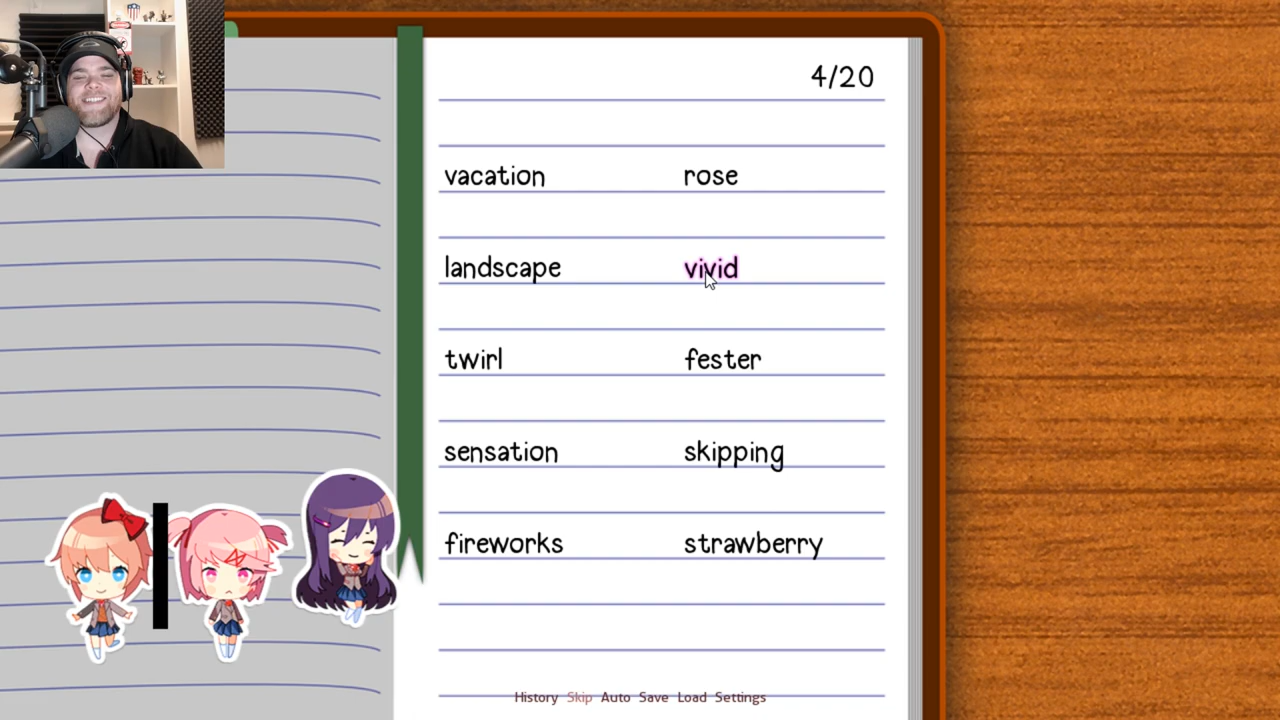 4/20
vacation rose
landscape vivid
twirl fester
sensation skipping
fireworks strawberry
History Skip Auto Save Load Settings